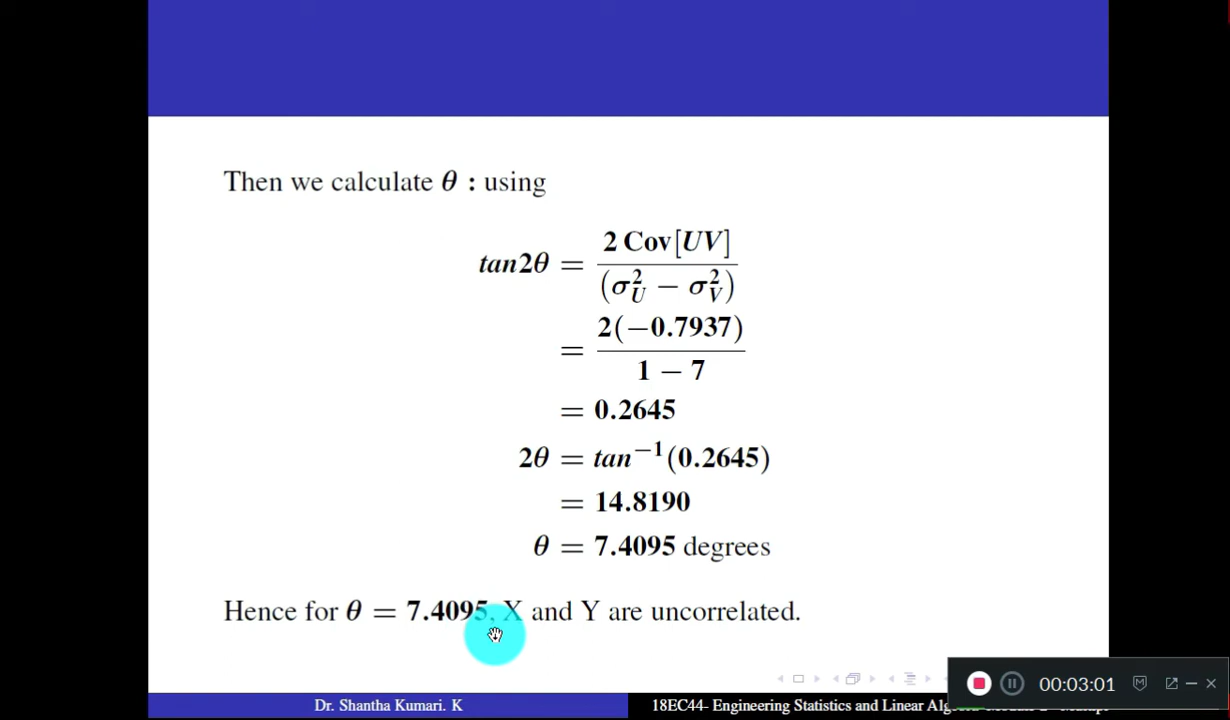 Then we calculate θ : using
tan2θ = 2 Cov[UV] / (σ²_U − σ²_V)
= 2(−0.7937) / 1 − 7
= 0.2645
2θ = tan⁻¹(0.2645)
= 14.8190
θ = 7.4095 degrees
Hence for θ = 7.4095, X and Y are uncorrelated.
00:03:01
Dr. Shantha Kumari. K
18EC44- Engineering Statistics and Linear